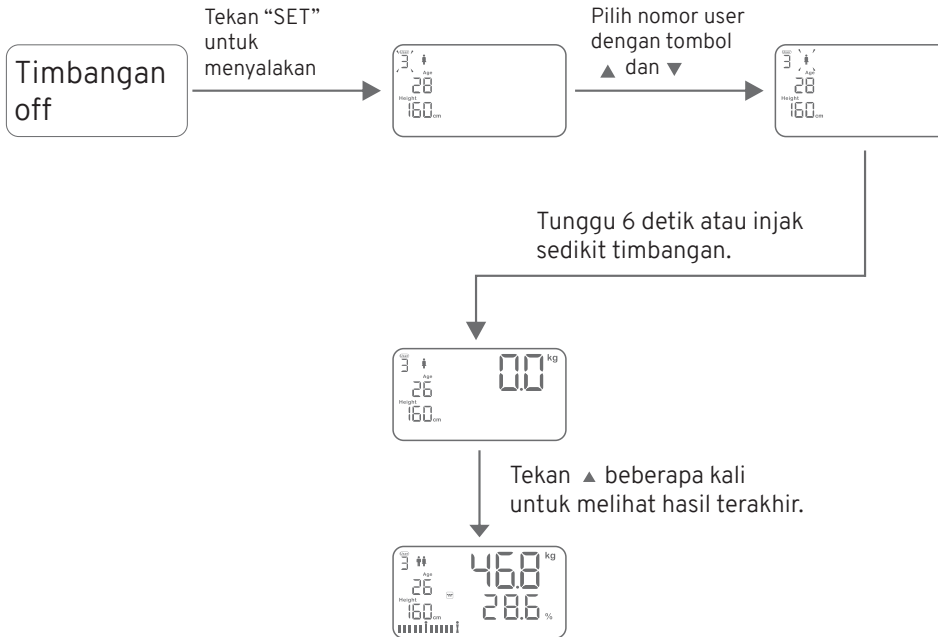 Timbangan
off
Tekan “SET”
untuk
menyalakan
3
Age
28
Height
160 cm
Pilih nomor user
dengan tombol
▲ dan ▼
3
Age
28
Height
160 cm
Tunggu 6 detik atau injak
sedikit timbangan.
3
0.0 kg
Age
26
Height
160 cm
Tekan ▲ beberapa kali
untuk melihat hasil terakhir.
3
46.8 kg
Age
26
28.6 %
Height
160 cm